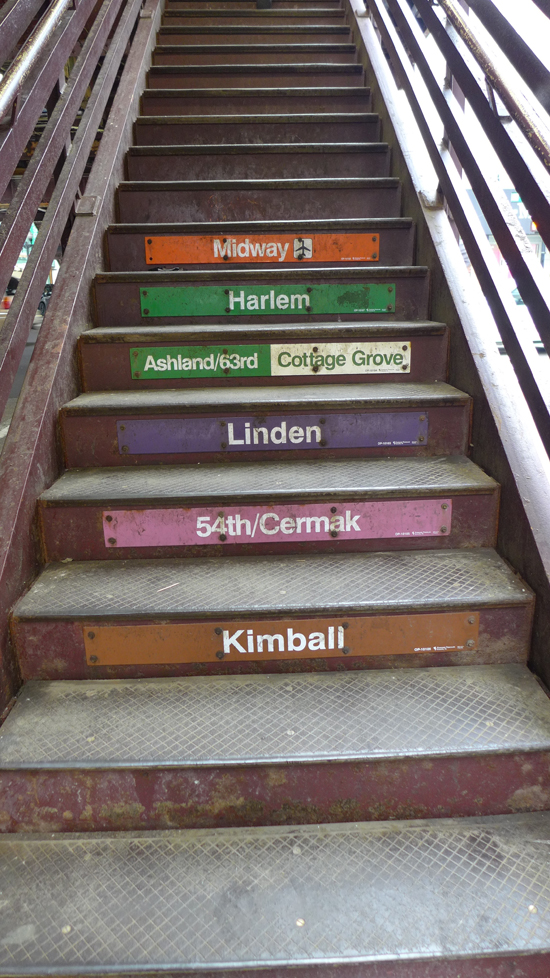 Midway
Harlem
Ashland/63rd Cottage Grove
Linden
54th/Cermak
Kimball